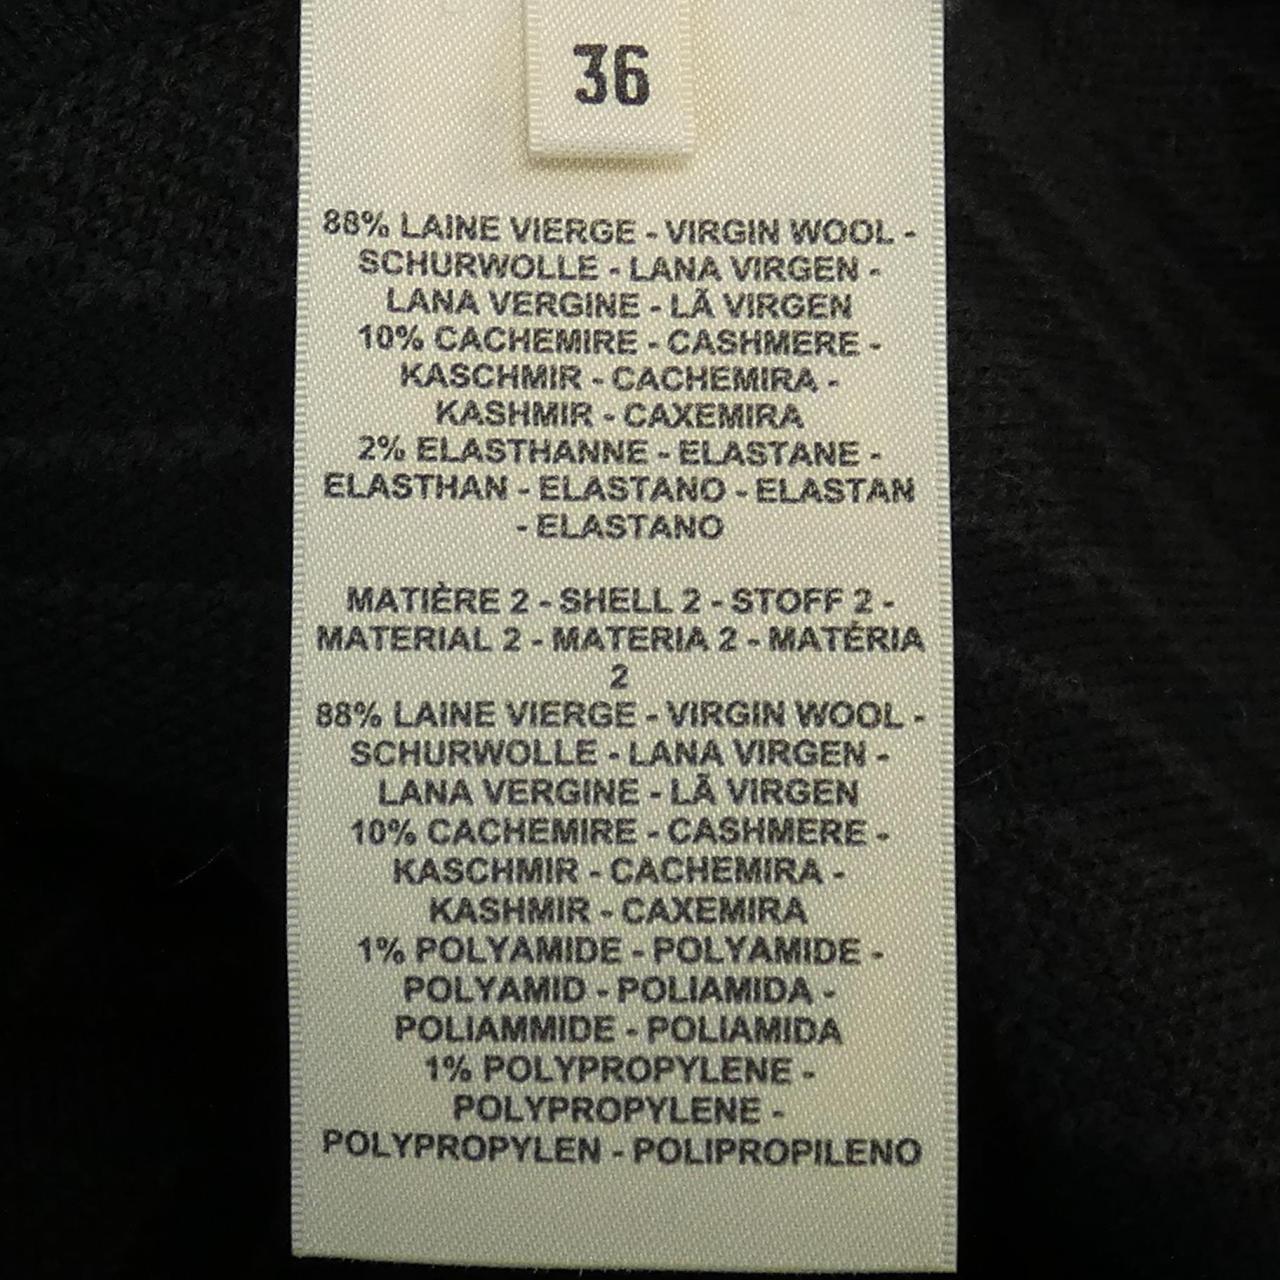 36
88% LAINE VIERGE - VIRGIN WOOL -
SCHURWOLLE - LANA VIRGEN -
LANA VERGINE - LÃ VIRGEN
10% CACHEMIRE - CASHMERE -
KASCHMIR - CACHEMIRA -
KASHMIR - CAXEMIRA
2% ELASTHANNE - ELASTANE -
ELASTHAN - ELASTANO - ELASTAN
- ELASTANO
MATIÈRE 2 - SHELL 2 - STOFF 2 -
MATERIAL 2 - MATERIA 2 - MATÉRIA
2
88% LAINE VIERGE - VIRGIN WOOL -
SCHURWOLLE - LANA VIRGEN -
LANA VERGINE - LÃ VIRGEN
10% CACHEMIRE - CASHMERE -
KASCHMIR - CACHEMIRA -
KASHMIR - CAXEMIRA
1% POLYAMIDE - POLYAMIDE -
POLYAMID - POLIAMIDA -
POLIAMMIDE - POLIAMIDA
1% POLYPROPYLENE -
POLYPROPYLENE -
POLYPROPYLEN - POLIPROPILENO